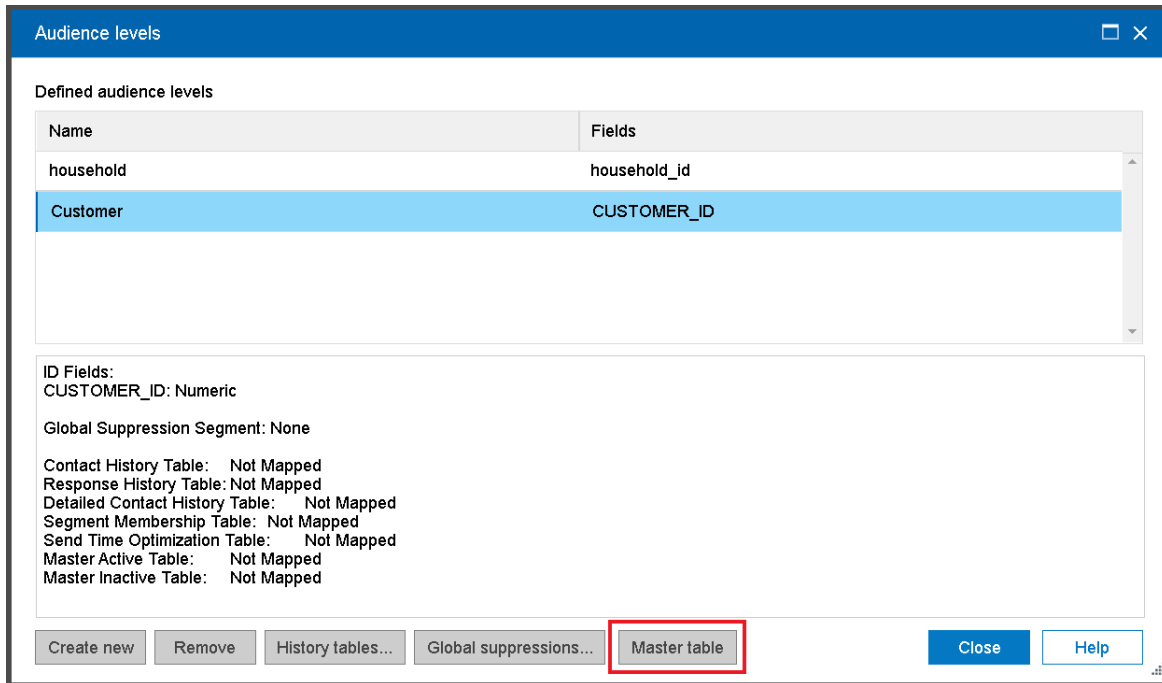 Audience levels
Defined audience levels
Name Fields
household household_id
Customer CUSTOMER_ID
ID Fields:
CUSTOMER_ID: Numeric
Global Suppression Segment: None
Contact History Table: Not Mapped
Response History Table: Not Mapped
Detailed Contact History Table: Not Mapped
Segment Membership Table: Not Mapped
Send Time Optimization Table: Not Mapped
Master Active Table: Not Mapped
Master Inactive Table: Not Mapped
Create new Remove History tables... Global suppressions... Master table Close Help